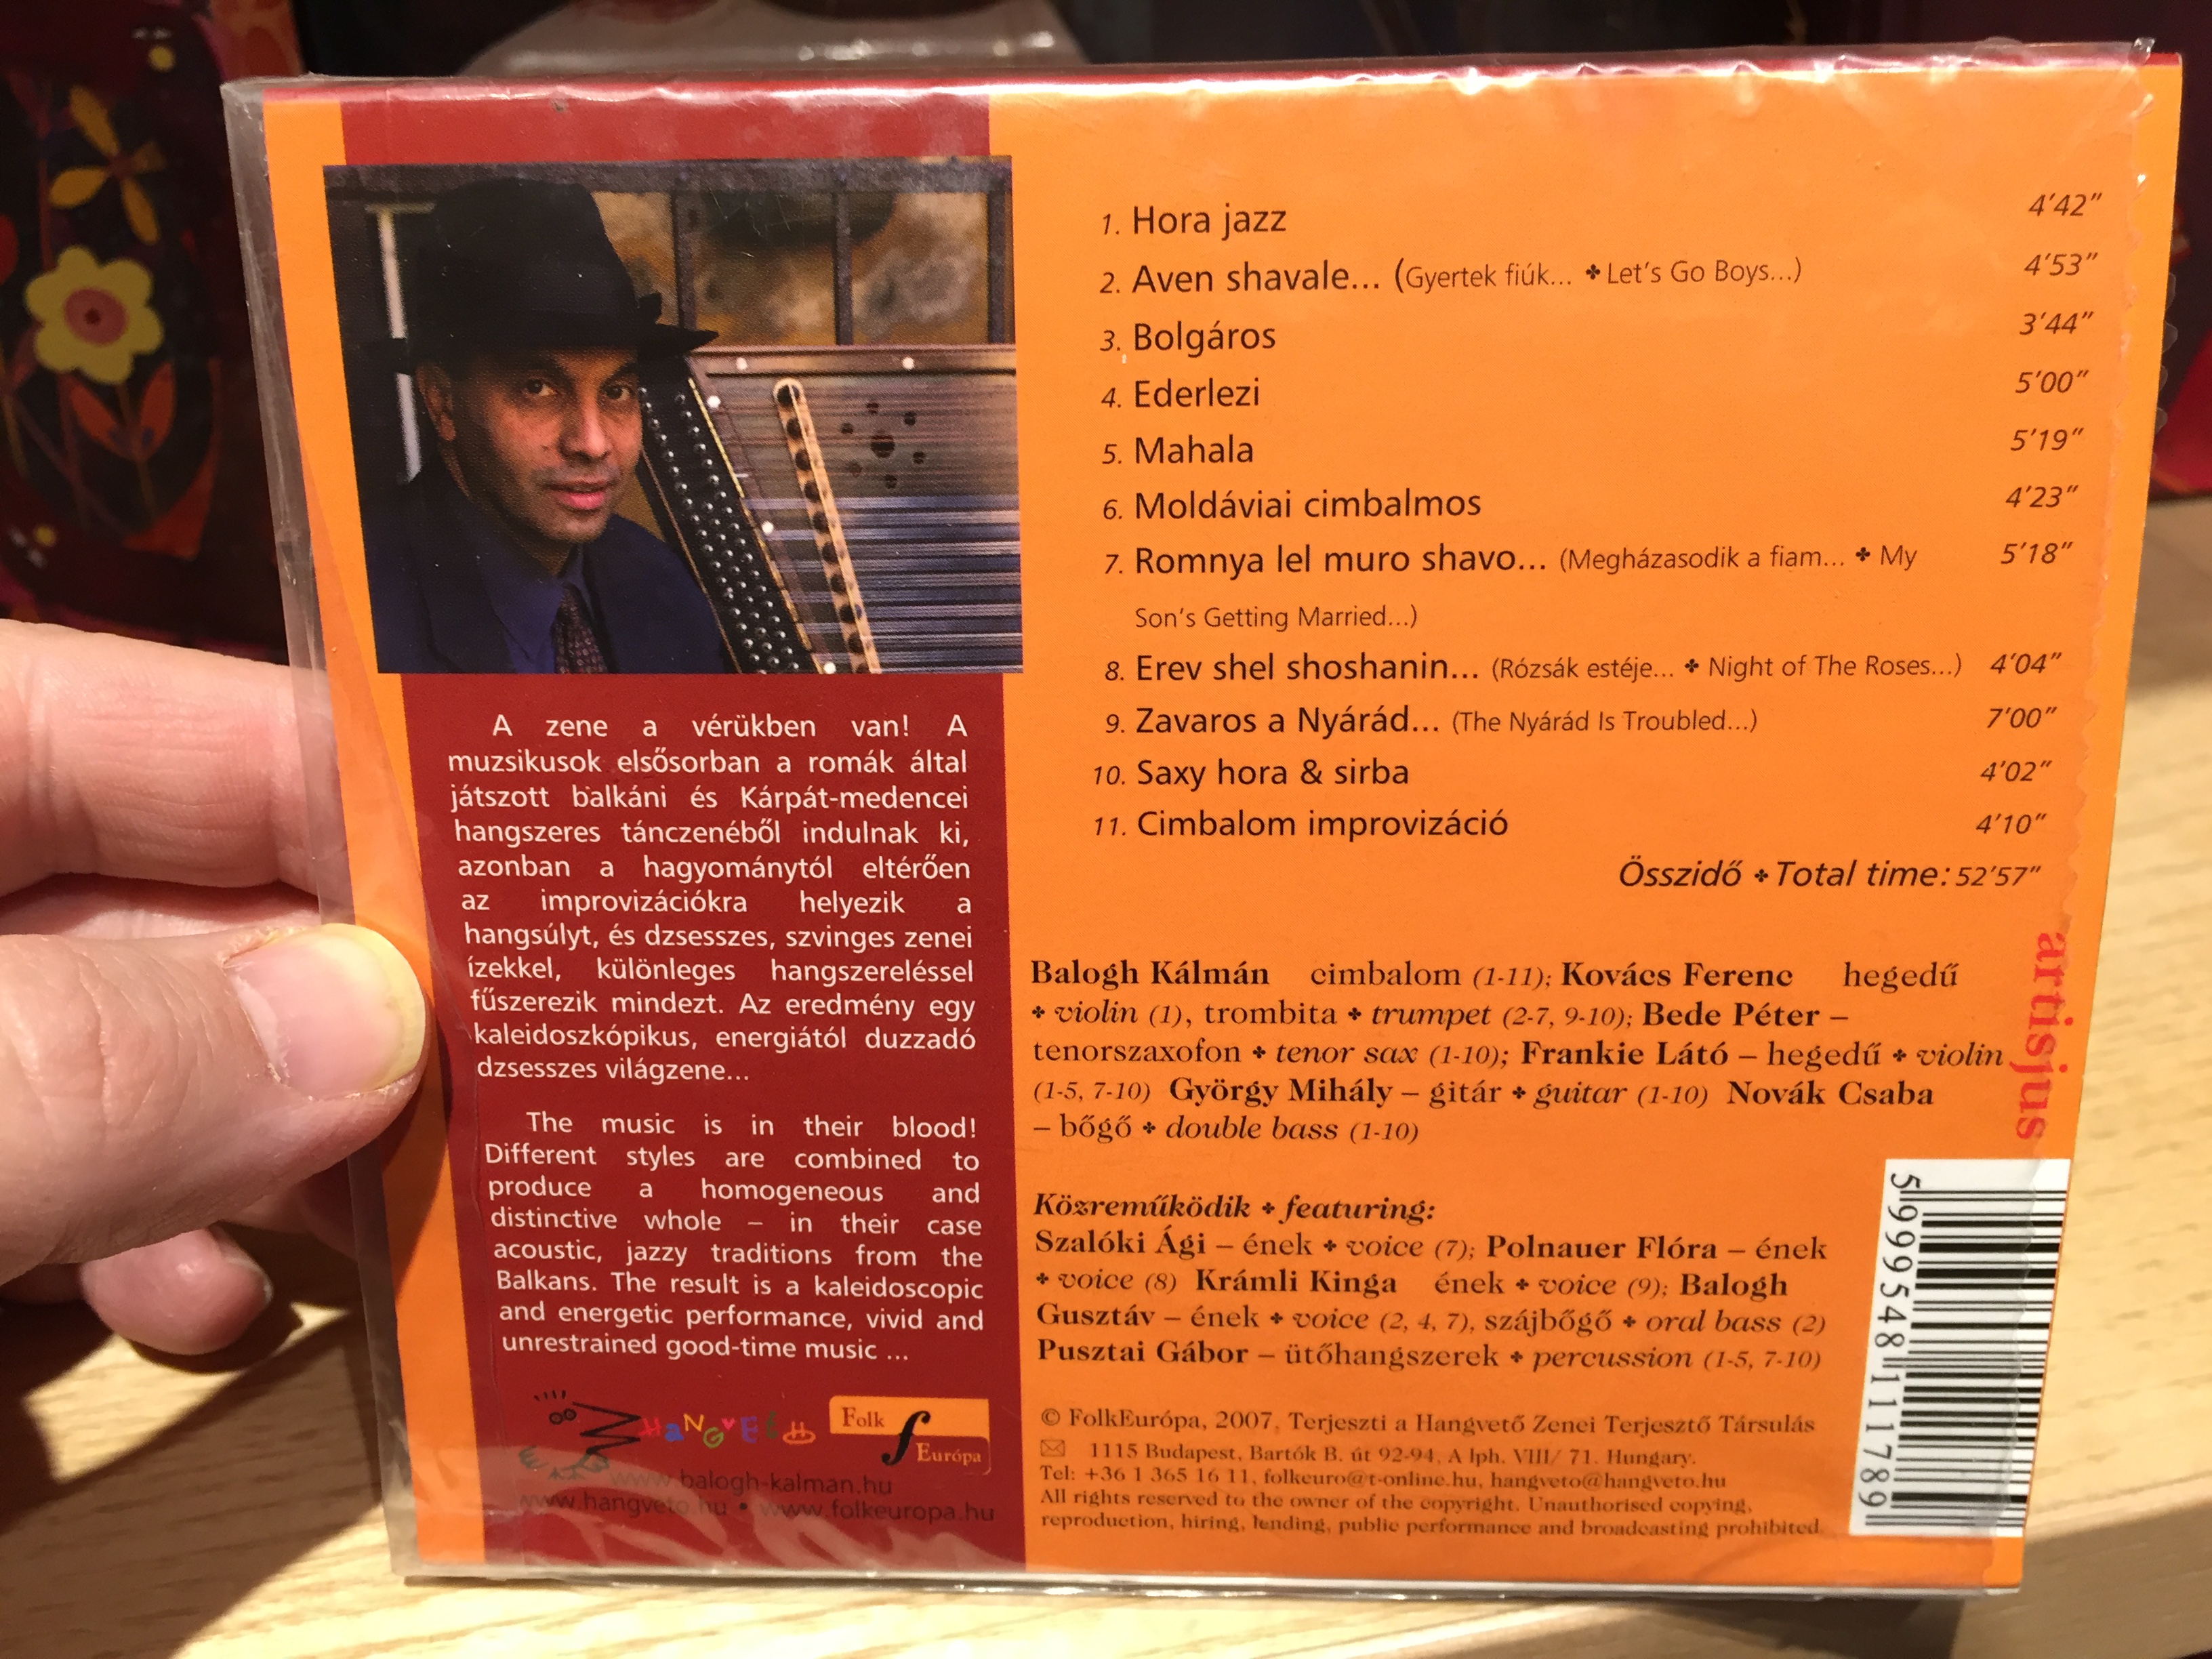 1. Hora jazz 4'42"
2. Aven shavale... (Gyertek fiúk... ✤ Let's Go Boys...) 4'53"
3. Bolgáros 3'44"
4. Ederlezi 5'00"
5. Mahala 5'19"
6. Moldáviai cimbalmos 4'23"
7. Romnya lel muro shavo... (Megházasodik a fiam... ✤ My 5'18"
Son's Getting Married...)
8. Erev shel shoshanin... (Rózsák estéje... ✤ Night of The Roses...) 4'04"
9. Zavaros a Nyárád... (The Nyárád Is Troubled...) 7'00"
10. Saxy hora & sirba 4'02"
11. Cimbalom improvizáció 4'10"
Összidő ✤ Total time: 52'57"
A zene a vérükben van! A
muzsikusok elsősorban a romák által
játszott balkáni és Kárpát-medencei
hangszeres tánczenéből indulnak ki,
azonban a hagyománytól eltérően
az improvizációkra helyezik a
hangsúlyt, és dzsesszes, szvinges zenei
ízekkel, különleges hangszereléssel
fűszerezik mindezt. Az eredmény egy
kaleidoszkópikus, energiától duzzadó
dzsesszes világzene...
The music is in their blood!
Different styles are combined to
produce a homogeneous and
distinctive whole – in their case
acoustic, jazzy traditions from the
Balkans. The result is a kaleidoscopic
and energetic performance, vivid and
unrestrained good-time music ...
HANGVETŐ
Folk
Európa
www.balogh-kalman.hu
www.hangveto.hu • www.folkeuropa.hu
Balogh Kálmán cimbalom (1-11); Kovács Ferenc hegedű
✤ violin (1), trombita ✤ trumpet (2-7, 9-10); Bede Péter –
tenorszaxofon ✤ tenor sax (1-10); Frankie Látó – hegedű ✤ violin
(1-5, 7-10) György Mihály – gitár ✤ guitar (1-10) Novák Csaba
– bőgő ✤ double bass (1-10)
Közreműködik ✤ featuring:
Szalóki Ági – ének ✤ voice (7); Polnauer Flóra – ének
✤ voice (8) Krámli Kinga ének ✤ voice (9); Balogh
Gusztáv – ének ✤ voice (2, 4, 7), szájbőgő ✤ oral bass (2)
Pusztai Gábor – ütőhangszerek ✤ percussion (1-5, 7-10)
© FolkEurópa, 2007, Terjeszti a Hangvető Zenei Terjesztő Társulás
1115 Budapest, Bartók B. út 92-94, A lph. VIII/ 71. Hungary.
Tel: +36 1 365 16 11, folkeuro@t-online.hu, hangveto@hangveto.hu
All rights reserved to the owner of the copyright. Unauthorised copying,
reproduction, hiring, lending, public performance and broadcasting prohibited.
artisjus
5 999548 111789